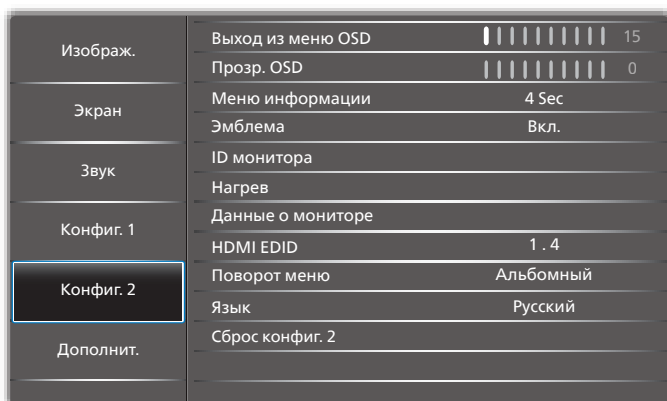 Изображ.
Экран
Звук
Конфиг. 1
Конфиг. 2
Дополнит.
Выход из меню OSD 15
Прозр. OSD 0
Меню информации 4 Sec
Эмблема Вкл.
ID монитора
Нагрев
Данные о мониторе
HDMI EDID 1 . 4
Поворот меню Альбомный
Язык Русский
Сброс конфиг. 2